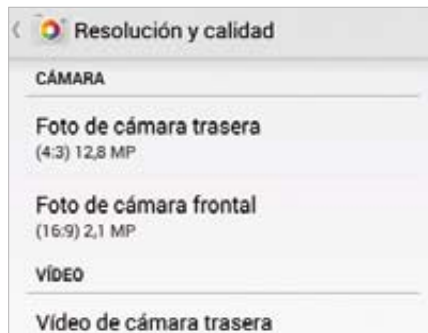 Resolución y calidad
CÁMARA
Foto de cámara trasera
(4:3) 12,8 MP
Foto de cámara frontal
(16:9) 2,1 MP
VÍDEO
Vídeo de cámara trasera